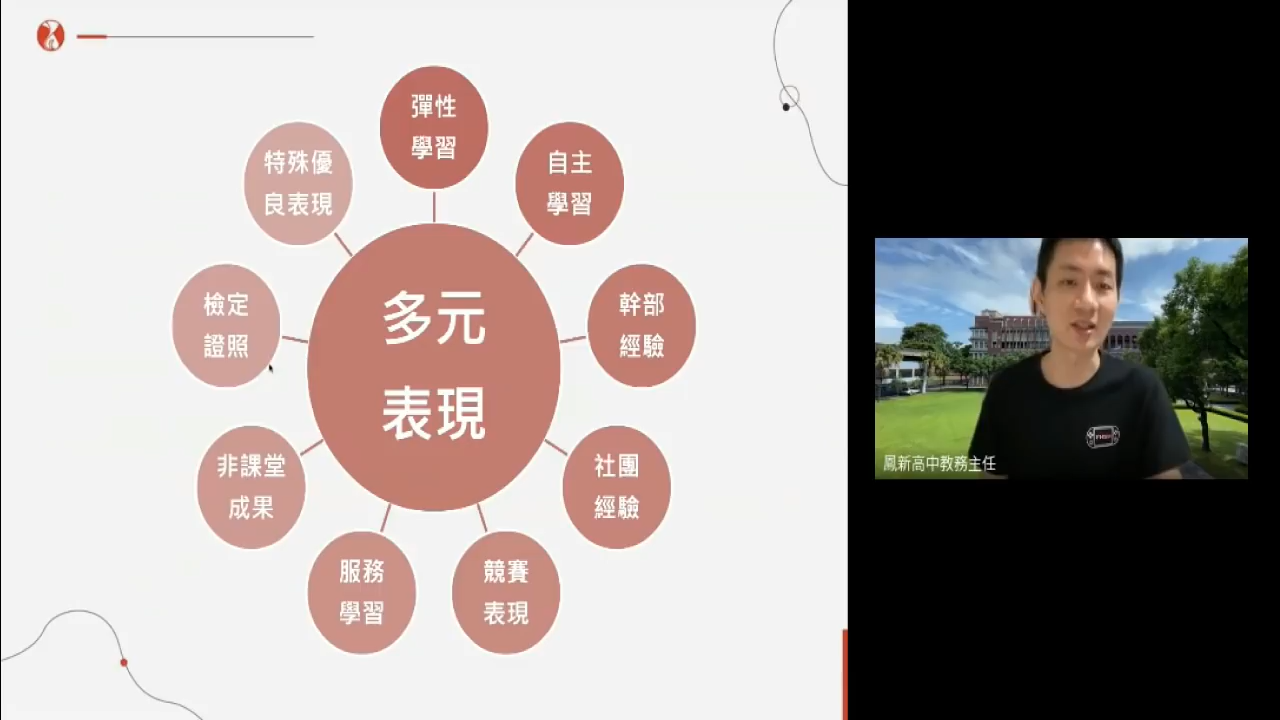 多元
表現
彈性
學習
自主
學習
幹部
經驗
社團
經驗
競賽
表現
服務
學習
非課堂
成果
檢定
證照
特殊優
良表現
鳳新高中教務主任